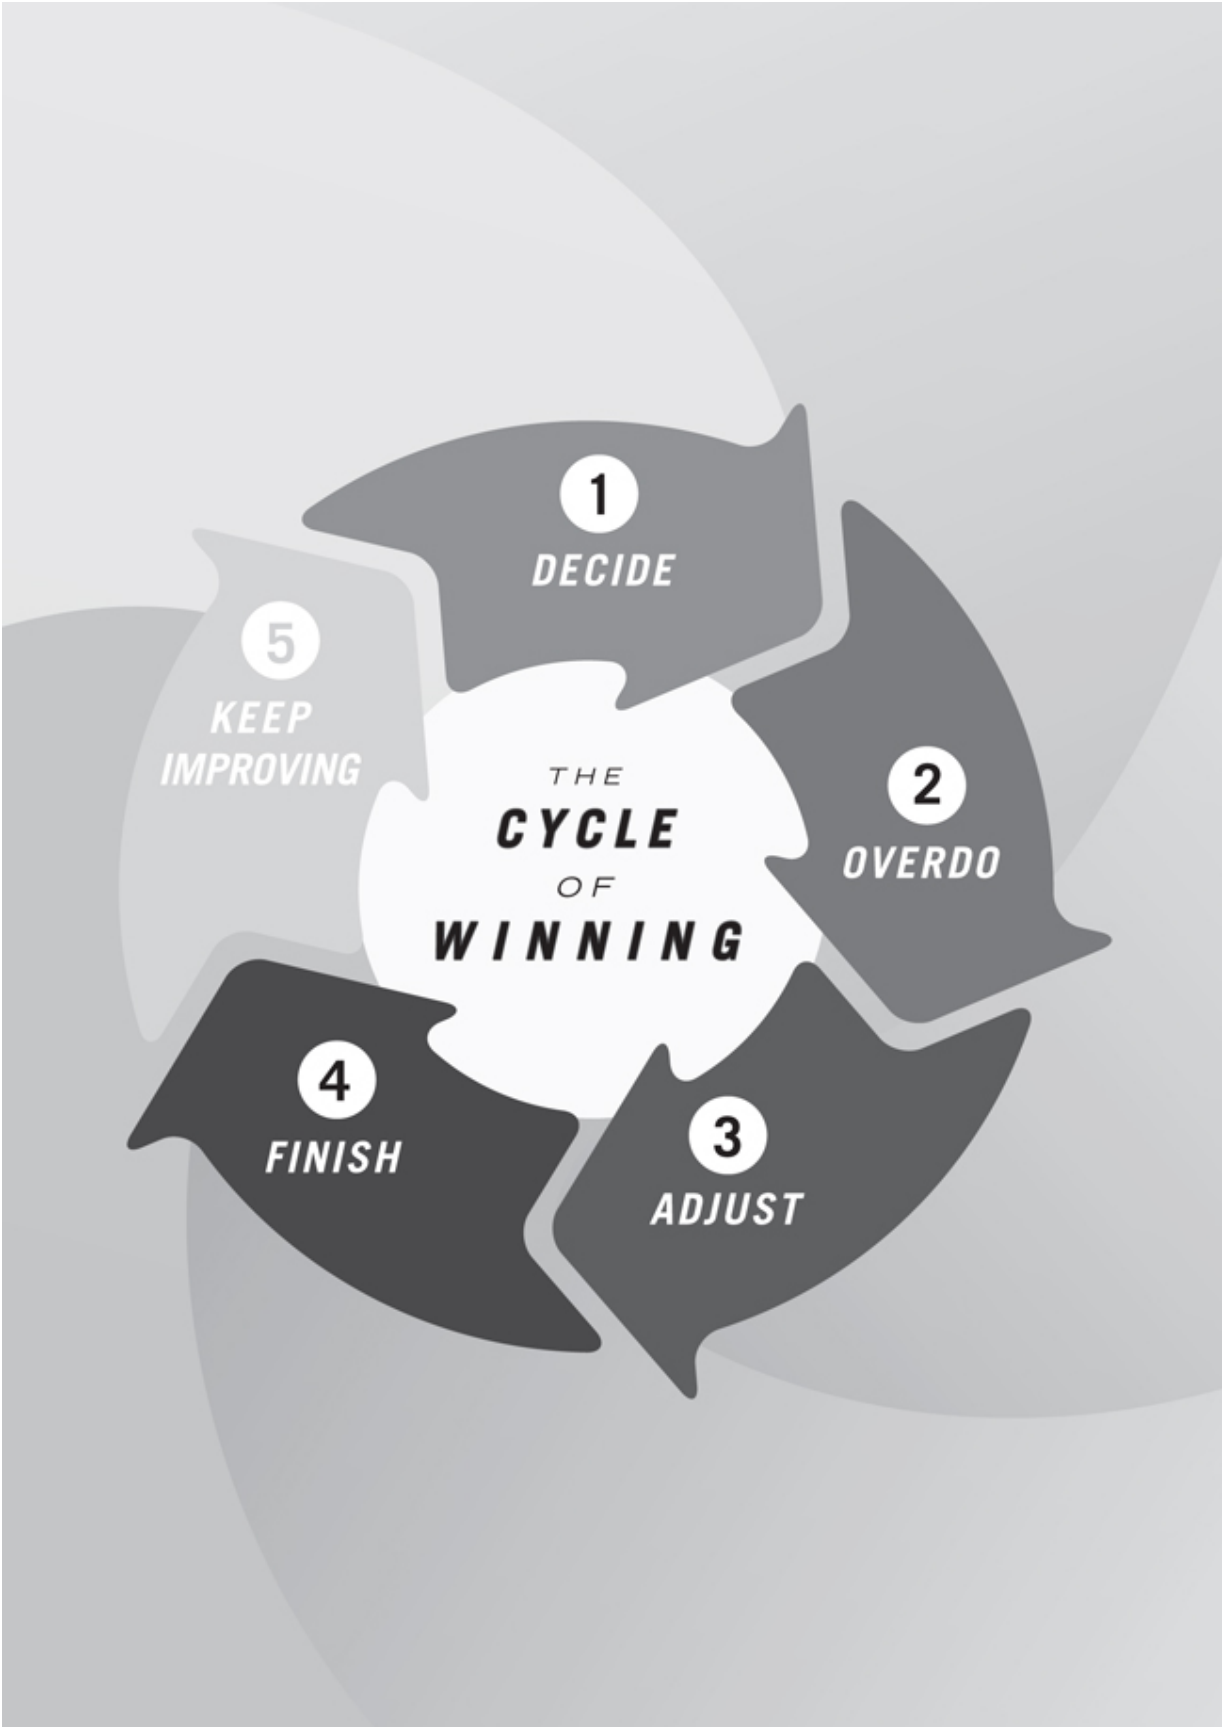 THE
CYCLE
OF
WINNING
1
DECIDE
2
OVERDO
3
ADJUST
4
FINISH
5
KEEP
IMPROVING